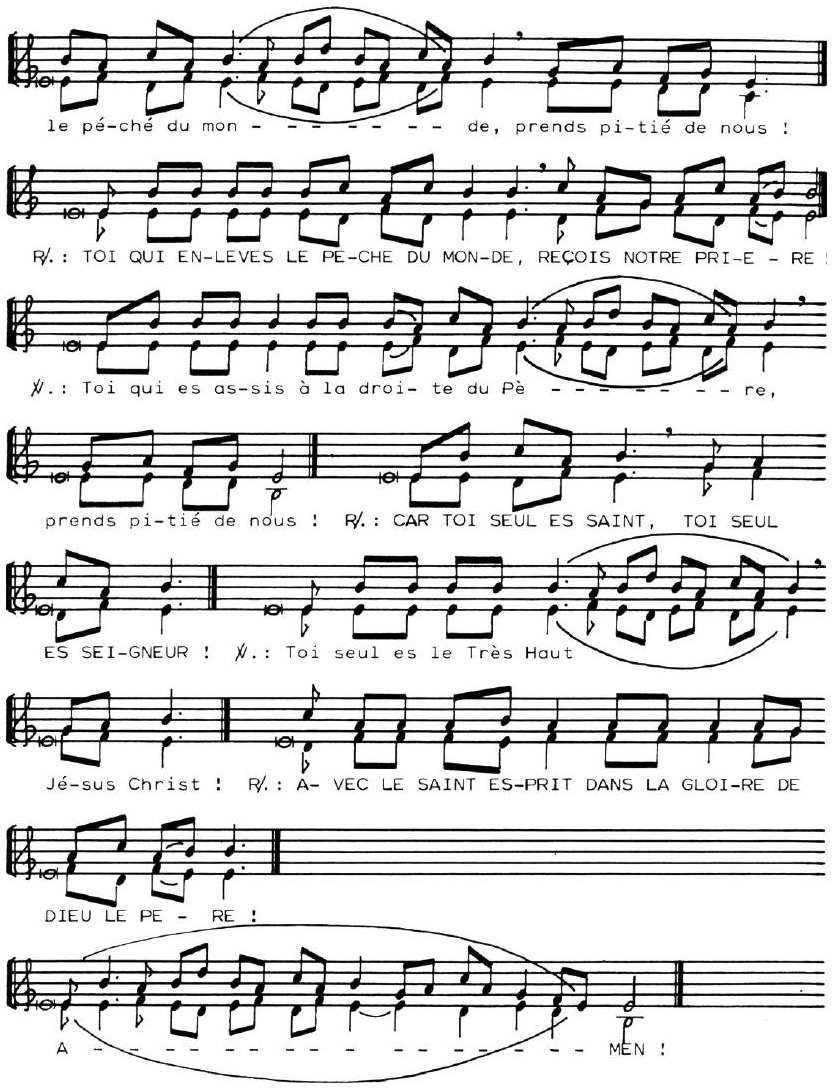 le pé-ché du mon - - - - - - - de, prends pi-tié de nous !
R/. : TOI QUI EN-LEVES LE PE-CHE DU MON-DE, REÇOIS NOTRE PRI-E - RE !
V/. : Toi qui es as-sis à la droi- te du Pè - - - - - - - re,
prends pi-tié de nous ! R/. : CAR TOI SEUL ES SAINT, TOI SEUL
ES SEI-GNEUR ! V/. : Toi seul es le Très Haut
Jé-sus Christ ! R/. : A- VEC LE SAINT ES-PRIT DANS LA GLOI-RE DE
DIEU LE PE - RE !
A - - - - - - - - - - - - - - - - MEN !